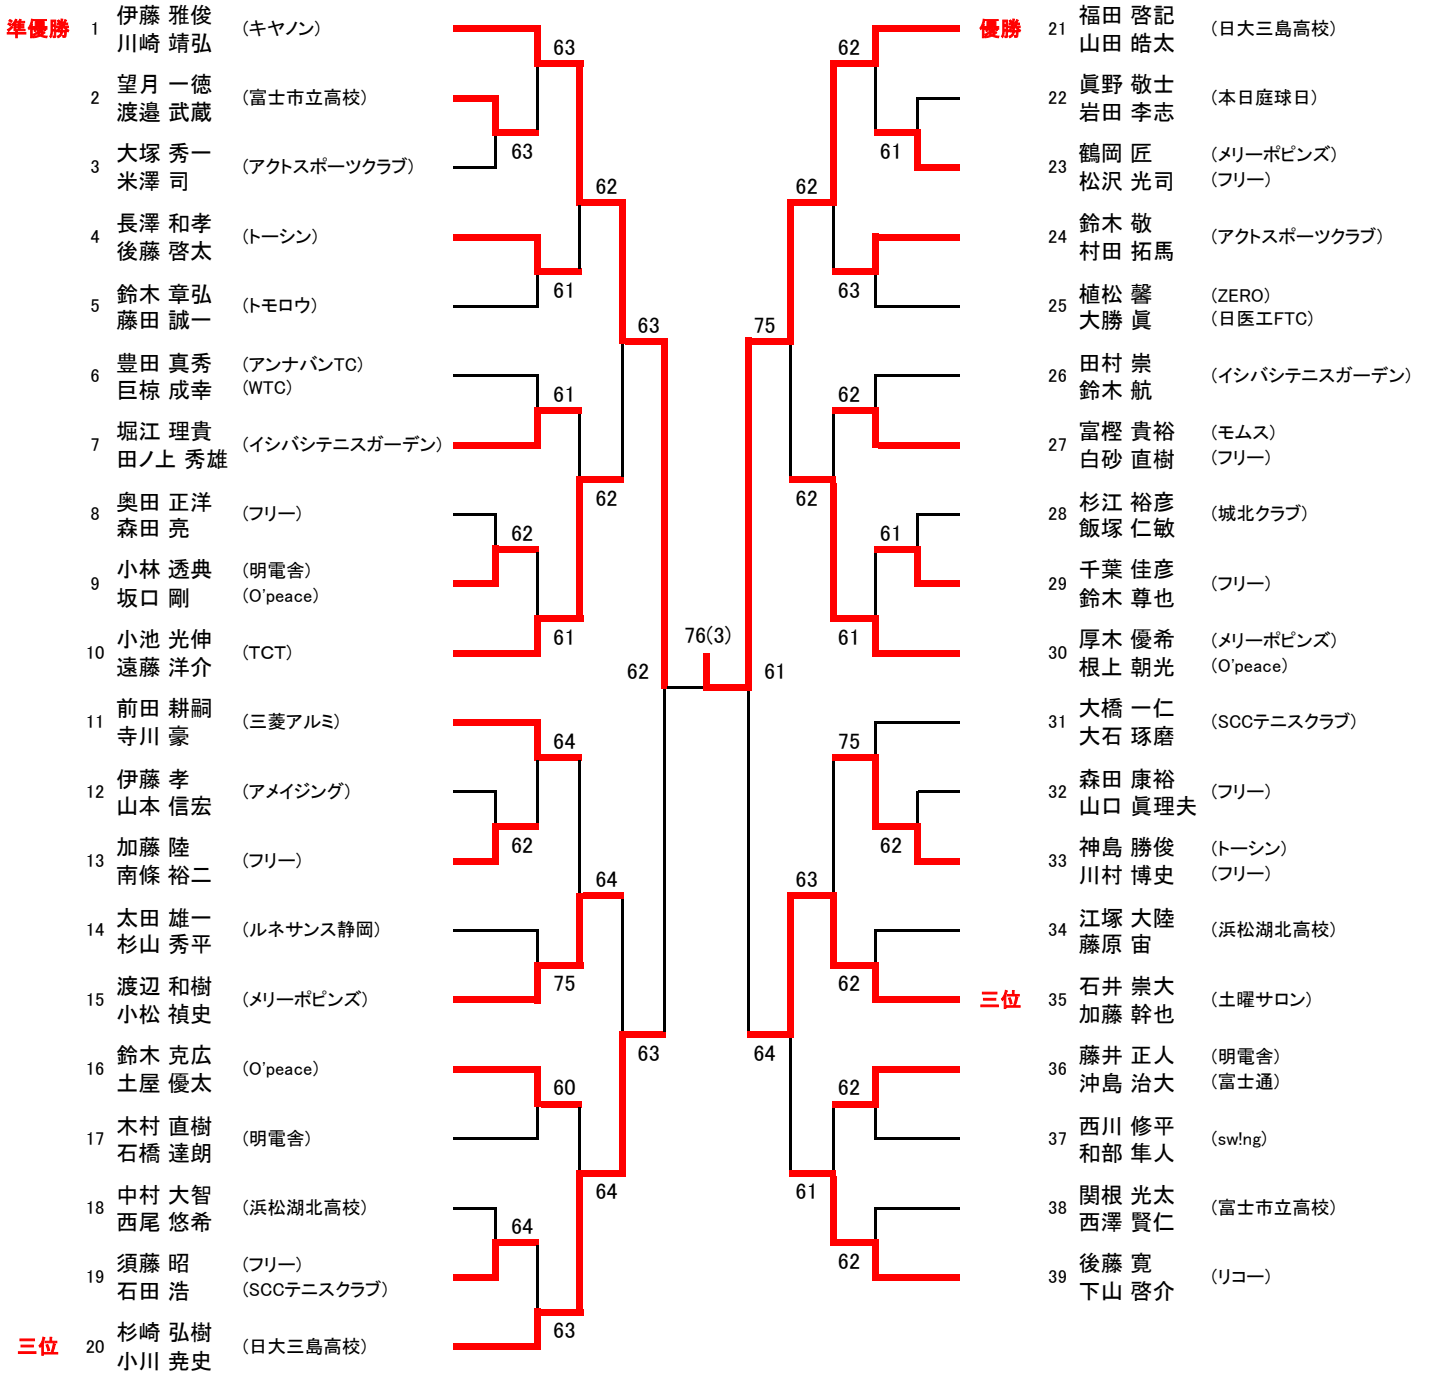 準優勝 1 伊藤 雅俊 川崎 靖弘 (キヤノン)
2 望月 一徳 渡邉 武蔵 (富士市立高校)
3 大塚 秀一 米澤 司 (アクトスポーツクラブ)
4 長澤 和孝 後藤 啓太 (トーシン)
5 鈴木 章弘 藤田 誠一 (トモロウ)
6 豊田 真秀 (アンナバンTC)
巨椋 成幸 (WTC)
7 堀江 理貴 田ノ上 秀雄 (イシバシテニスガーデン)
8 奥田 正洋 森田 亮 (フリー)
9 小林 透典 (明電舎)
坂口 剛 (O'peace)
10 小池 光伸 遠藤 洋介 (TCT)
11 前田 耕嗣 寺川 豪 (三菱アルミ)
12 伊藤 孝 山本 信宏 (アメイジング)
13 加藤 陸 南條 裕二 (フリー)
14 太田 雄一 杉山 秀平 (ルネサンス静岡)
15 渡辺 和樹 小松 禎史 (メリーポピンズ)
16 鈴木 克広 土屋 優太 (O'peace)
17 木村 直樹 石橋 達朗 (明電舎)
18 中村 大智 西尾 悠希 (浜松湖北高校)
19 須藤 昭 (フリー)
石田 浩 (SCCテニスクラブ)
三位 20 杉崎 弘樹 小川 尭史 (日大三島高校)
63
63
62
61
63
61
62
62
61
62
64
62
64
75
63
60
64
64
63
76(3)
優勝 21 福田 啓記 山田 皓太 (日大三島高校)
22 眞野 敬士 岩田 李志 (本日庭球日)
23 鶴岡 匠 (メリーポピンズ)
松沢 光司 (フリー)
24 鈴木 敬 村田 拓馬 (アクトスポーツクラブ)
25 植松 馨 (ZERO)
大勝 眞 (日医工FTC)
26 田村 崇 鈴木 航 (イシバシテニスガーデン)
27 富樫 貴裕 (モムス)
白砂 直樹 (フリー)
28 杉江 裕彦 飯塚 仁敏 (城北クラブ)
29 千葉 佳彦 鈴木 尊也 (フリー)
30 厚木 優希 (メリーポピンズ)
根上 朝光 (O'peace)
31 大橋 一仁 大石 琢磨 (SCCテニスクラブ)
32 森田 康裕 山口 眞理夫 (フリー)
33 神島 勝俊 (トーシン)
川村 博史 (フリー)
34 江塚 大陸 藤原 宙 (浜松湖北高校)
三位 35 石井 崇大 加藤 幹也 (土曜サロン)
36 藤井 正人 (明電舎)
沖島 治大 (富士通)
37 西川 修平 和部 隼人 (sw!ng)
38 関根 光太 西澤 賢仁 (富士市立高校)
39 後藤 寛 下山 啓介 (リコー)
62
61
62
63
75
62
62
61
61
61
75
62
63
62
64
62
61
62